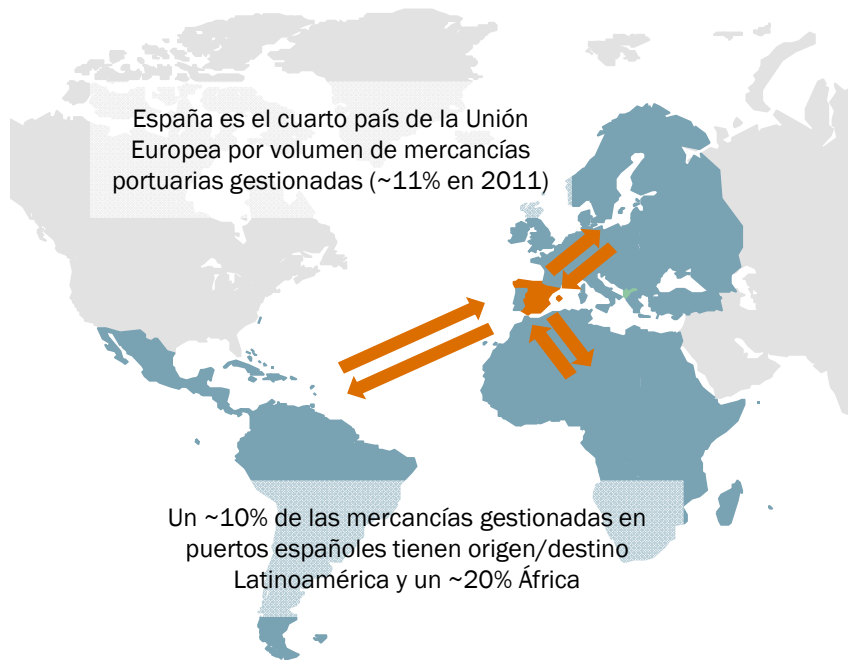 España es el cuarto país de la Unión
Europea por volumen de mercancías
portuarias gestionadas (~11% en 2011)
Un ~10% de las mercancías gestionadas en
puertos españoles tienen origen/destino
Latinoamérica y un ~20% África